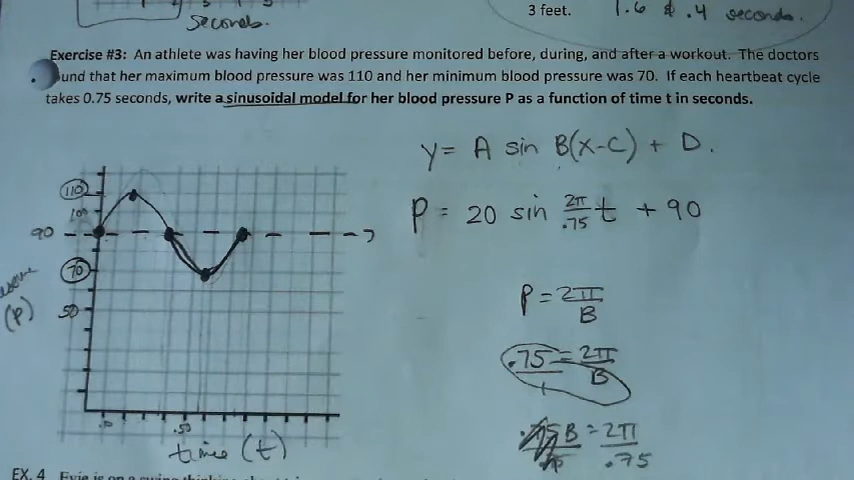 seconds.
3 feet.
1.6 & .4 seconds.
Exercise #3: An athlete was having her blood pressure monitored before, during, and after a workout. The doctors
und that her maximum blood pressure was 110 and her minimum blood pressure was 70. If each heartbeat cycle
takes 0.75 seconds, write a sinusoidal model for her blood pressure P as a function of time t in seconds.
y = A sin B(x-C) + D.
P = 20 sin 2π/.75 t + 90
110
100
90
70
50
(P)
.50
time (t)
P = 2π/B
.75 = 2π/B
.75B = 2π
.75
EX. 4